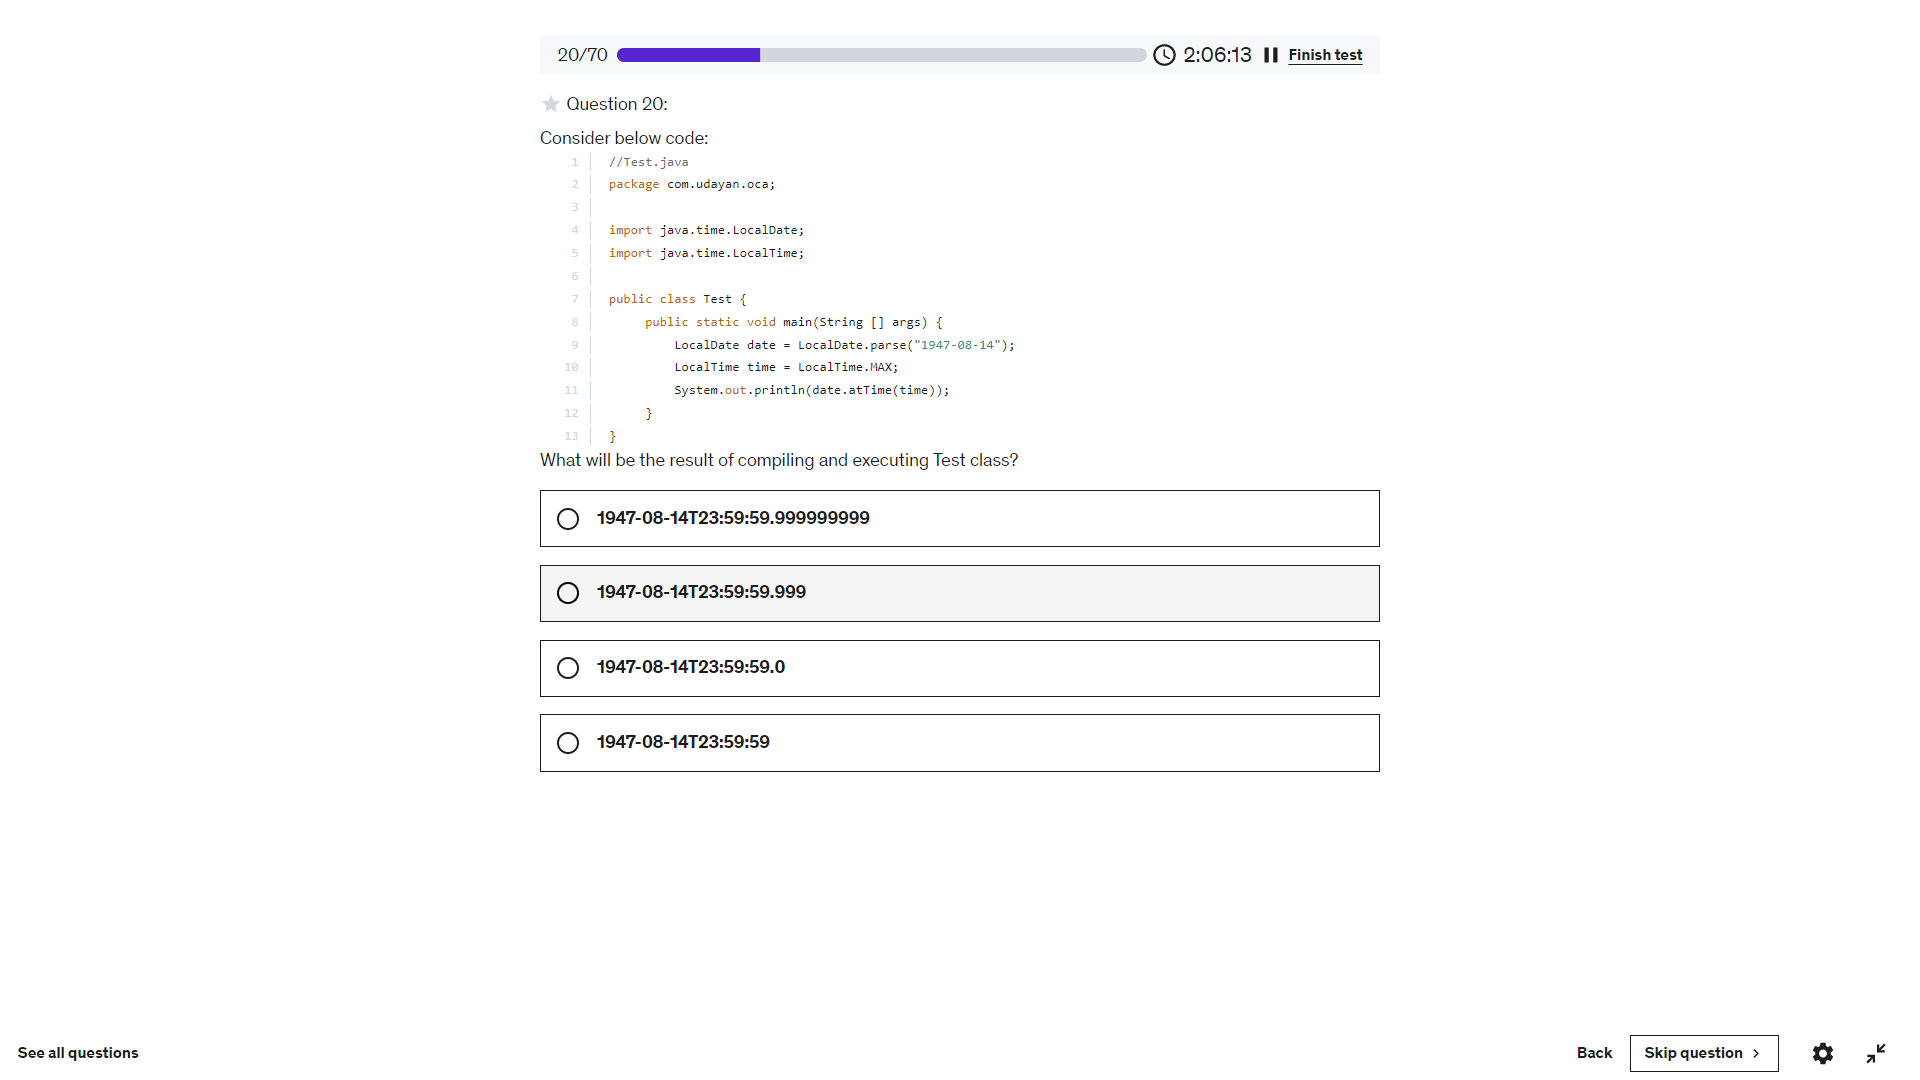 20/70 2:06:13 Finish test
Question 20:
Consider below code:
1 //Test.java
2 package com.udayan.oca;
3
4 import java.time.LocalDate;
5 import java.time.LocalTime;
6
7 public class Test {
8 public static void main(String [] args) {
9 LocalDate date = LocalDate.parse("1947-08-14");
10 LocalTime time = LocalTime.MAX;
11 System.out.println(date.atTime(time));
12 }
13 }
What will be the result of compiling and executing Test class?
1947-08-14T23:59:59.999999999
1947-08-14T23:59:59.999
1947-08-14T23:59:59.0
1947-08-14T23:59:59
See all questions Back Skip question